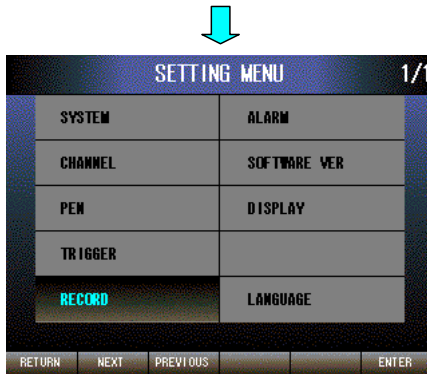 SETTING MENU 1/1
SYSTEM ALARM
CHANNEL SOFTWARE VER
PEN DISPLAY
TRIGGER
RECORD LANGUAGE
RETURN NEXT PREVIOUS ENTER